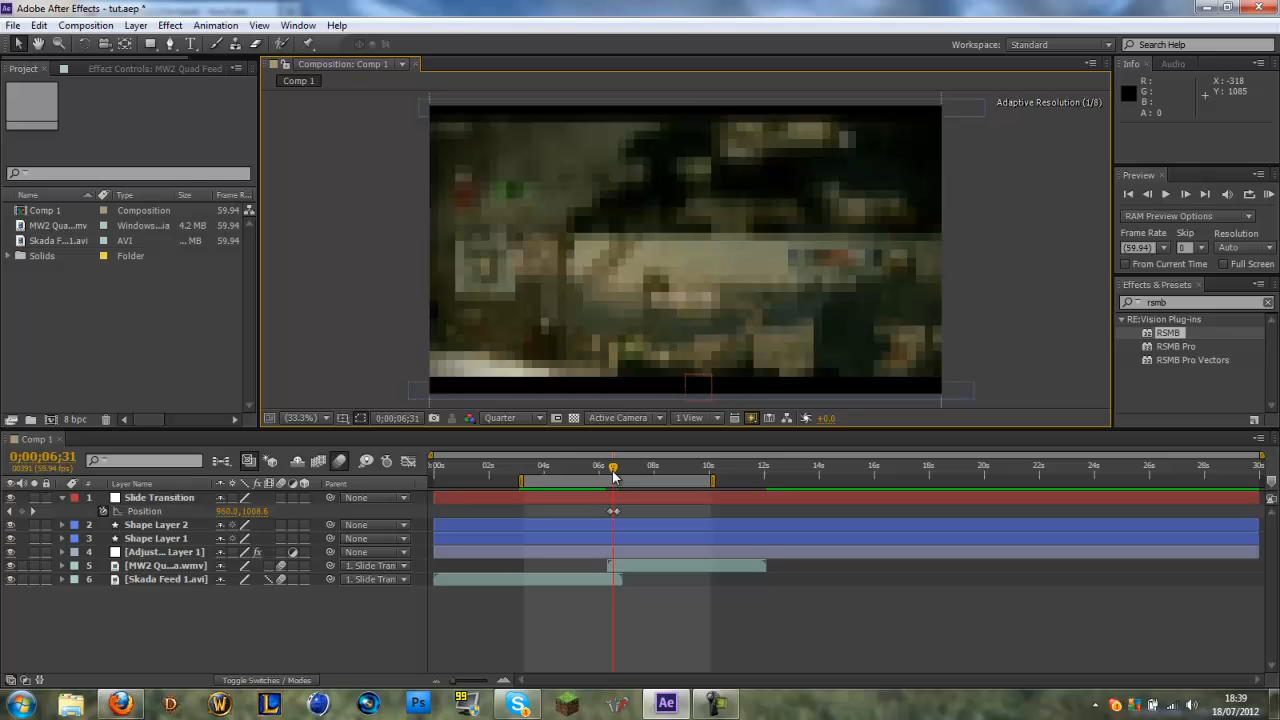 Adobe After Effects - tut.aep *
File Edit Composition Layer Effect Animation View Window Help
Workspace: Standard Search Help
Project Effect Controls: MW2 Quad Feed
Composition: Comp 1
Comp 1
Adaptive Resolution (1/8)
Info Audio
R :
G :
B :
A : 0
X : -318
Y : 1085
Preview
RAM Preview Options
Frame Rate Skip Resolution
(59.94) 0 Auto
From Current Time Full Screen
Effects & Presets
rsmb
RE:Vision Plug-ins
RSMB
RSMB Pro
RSMB Pro Vectors
Name Type Size Frame R...
Comp 1 Composition 59.94
MW2 Qua...mv Windows...ia 4.2 MB 59.94
Skada F...1.avi AVI ... MB 59.94
Solids Folder
8 bpc
(33.3%) 0;00;06;31 Quarter Active Camera 1 View +0.0
Comp 1
0;00;06;31
00391 (59.94 fps)
0:00s 02s 04s 06s 08s 10s 12s 14s 16s 18s 20s 22s 24s 26s 28s 30s
# Layer Name Parent
1 Slide Transition None
Position 960.0,1008.6
2 Shape Layer 2 None
3 Shape Layer 1 None
4 [Adjust... Layer 1] fx None
5 [MW2 Qu...a.wmv] 1. Slide Tran
6 [Skada Feed 1.avi] 1. Slide Tran
Toggle Switches / Modes
D W L 99 Ps S Ae
18:39
18/07/2012